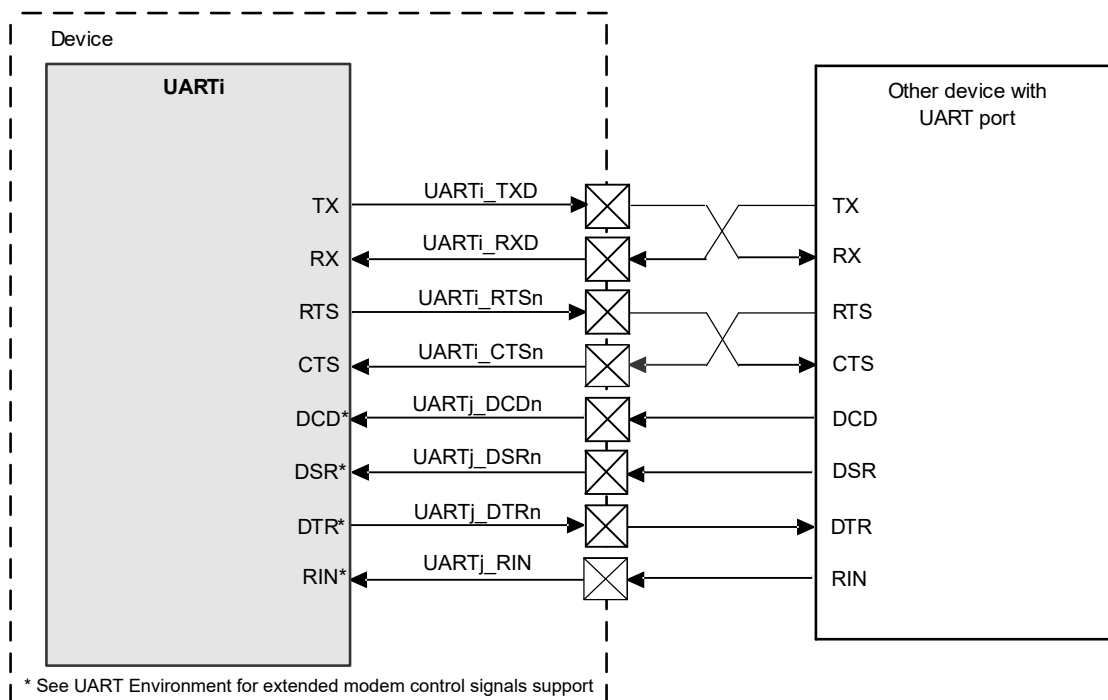 Device
UARTi
Other device with
UART port
TX
UARTi_TXD
TX
RX
UARTi_RXD
RX
RTS
UARTi_RTSn
RTS
CTS
UARTi_CTSn
CTS
DCD*
UARTj_DCDn
DCD
DSR*
UARTj_DSRn
DSR
DTR*
UARTj_DTRn
DTR
RIN*
UARTj_RIN
RIN
* See UART Environment for extended modem control signals support